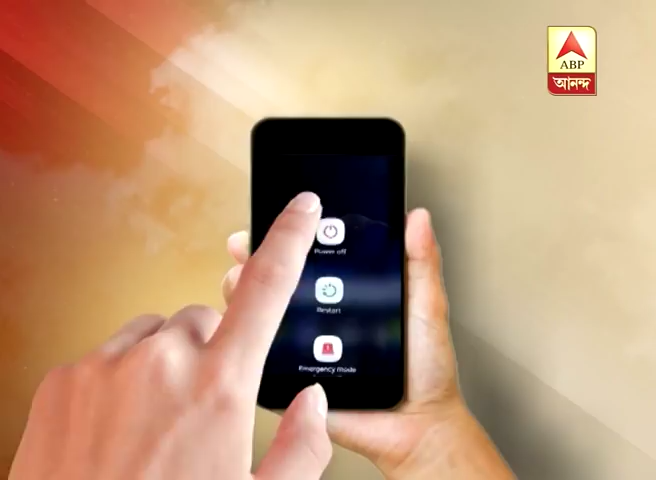 ABP
আনন্দ
Power off
Restart
Emergency mode